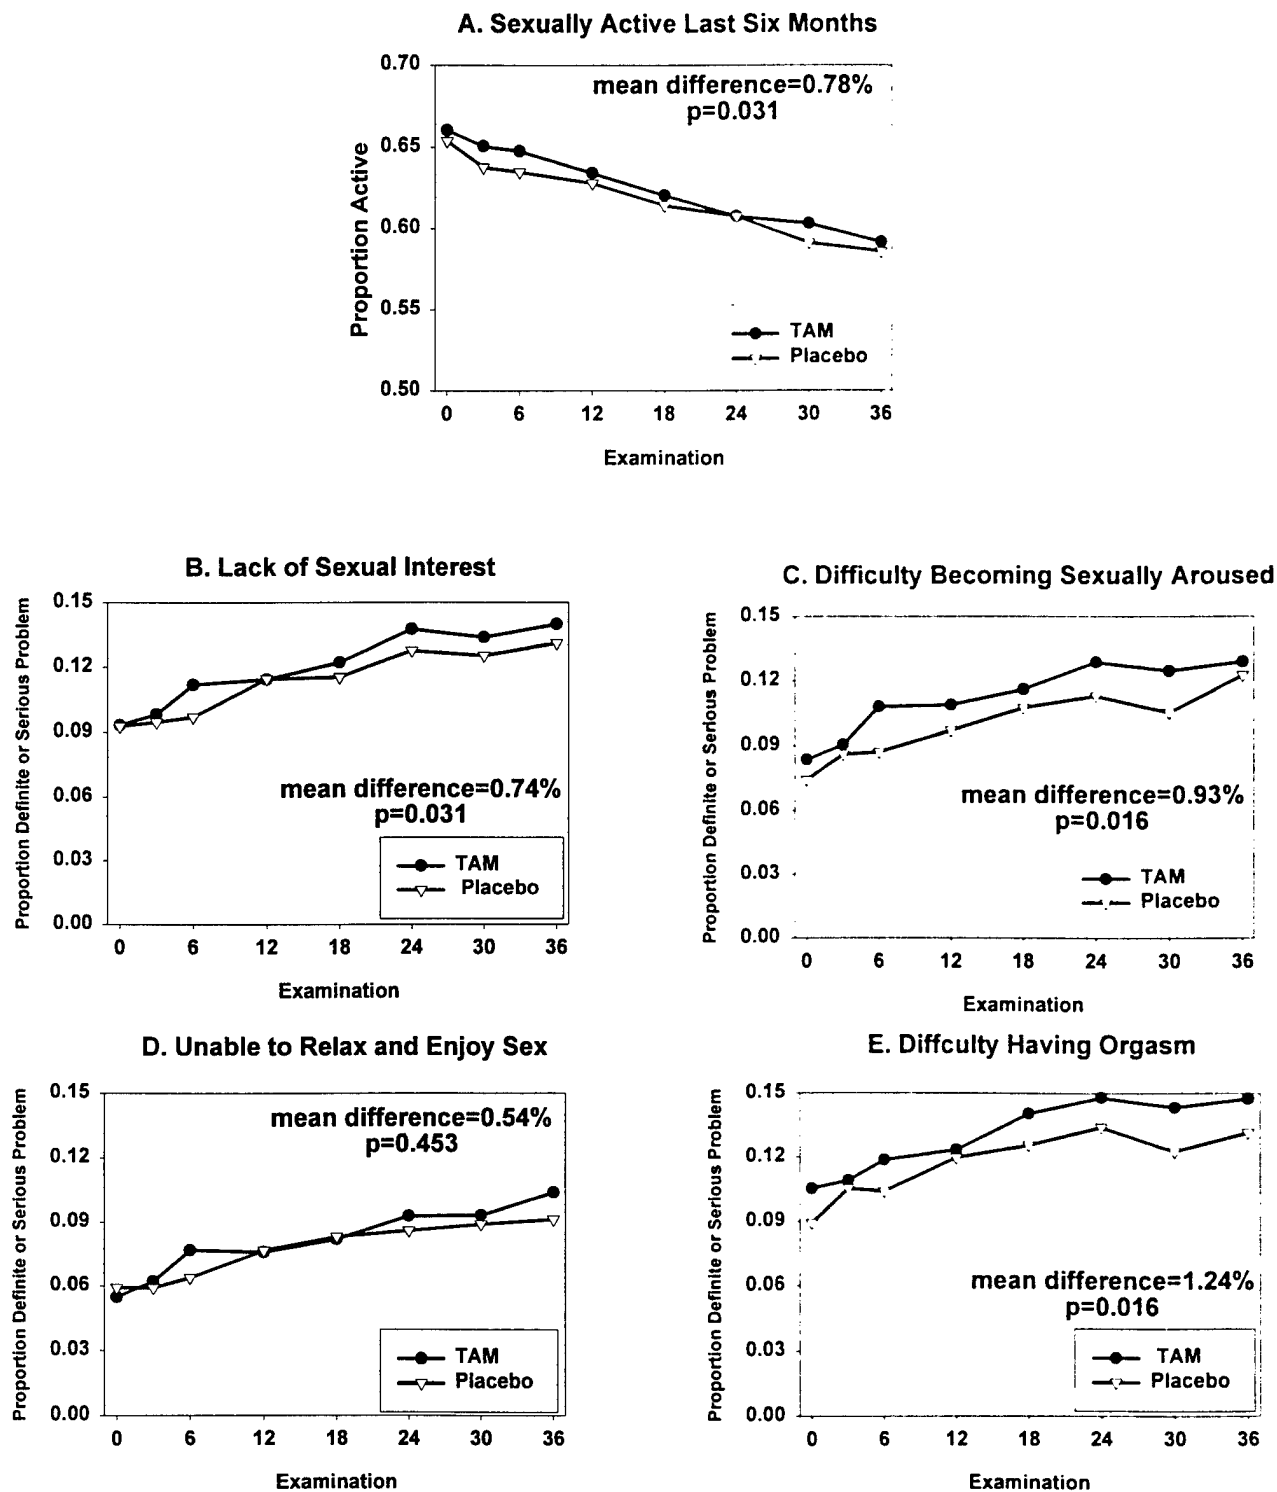 A. Sexually Active Last Six Months
0.70
0.65
0.60
0.55
0.50
Proportion Active
mean difference=0.78%
p=0.031
TAM
Placebo
0 6 12 18 24 30 36
Examination
B. Lack of Sexual Interest
0.15
0.12
0.09
0.06
0.03
0.00
Proportion Definite or Serious Problem
mean difference=0.74%
p=0.031
TAM
Placebo
0 6 12 18 24 30 36
Examination
C. Difficulty Becoming Sexually Aroused
0.15
0.12
0.09
0.06
0.03
0.00
Proportion Definite or Serious Problem
mean difference=0.93%
p=0.016
TAM
Placebo
0 6 12 18 24 30 36
Examination
D. Unable to Relax and Enjoy Sex
0.15
0.12
0.09
0.06
0.03
0.00
Proportion Definite or Serious Problem
mean difference=0.54%
p=0.453
TAM
Placebo
0 6 12 18 24 30 36
Examination
E. Diffculty Having Orgasm
0.15
0.12
0.09
0.06
0.03
0.00
Proportion Definite or Serious Problem
mean difference=1.24%
p=0.016
TAM
Placebo
0 6 12 18 24 30 36
Examination